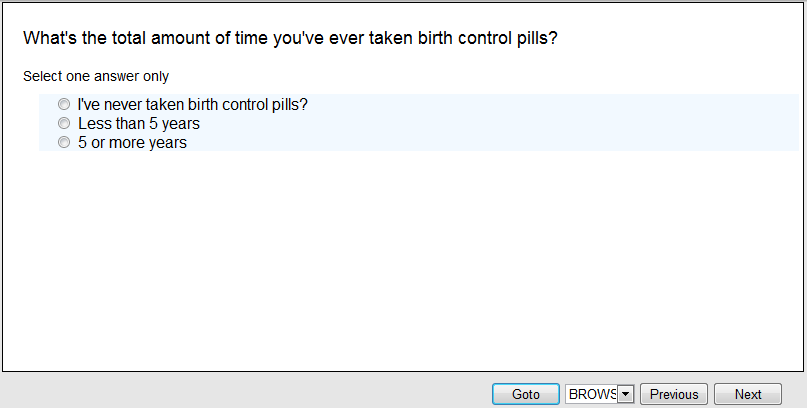 What's the total amount of time you've ever taken birth control pills?
Select one answer only
I've never taken birth control pills?
Less than 5 years
5 or more years
Goto BROWS Previous Next